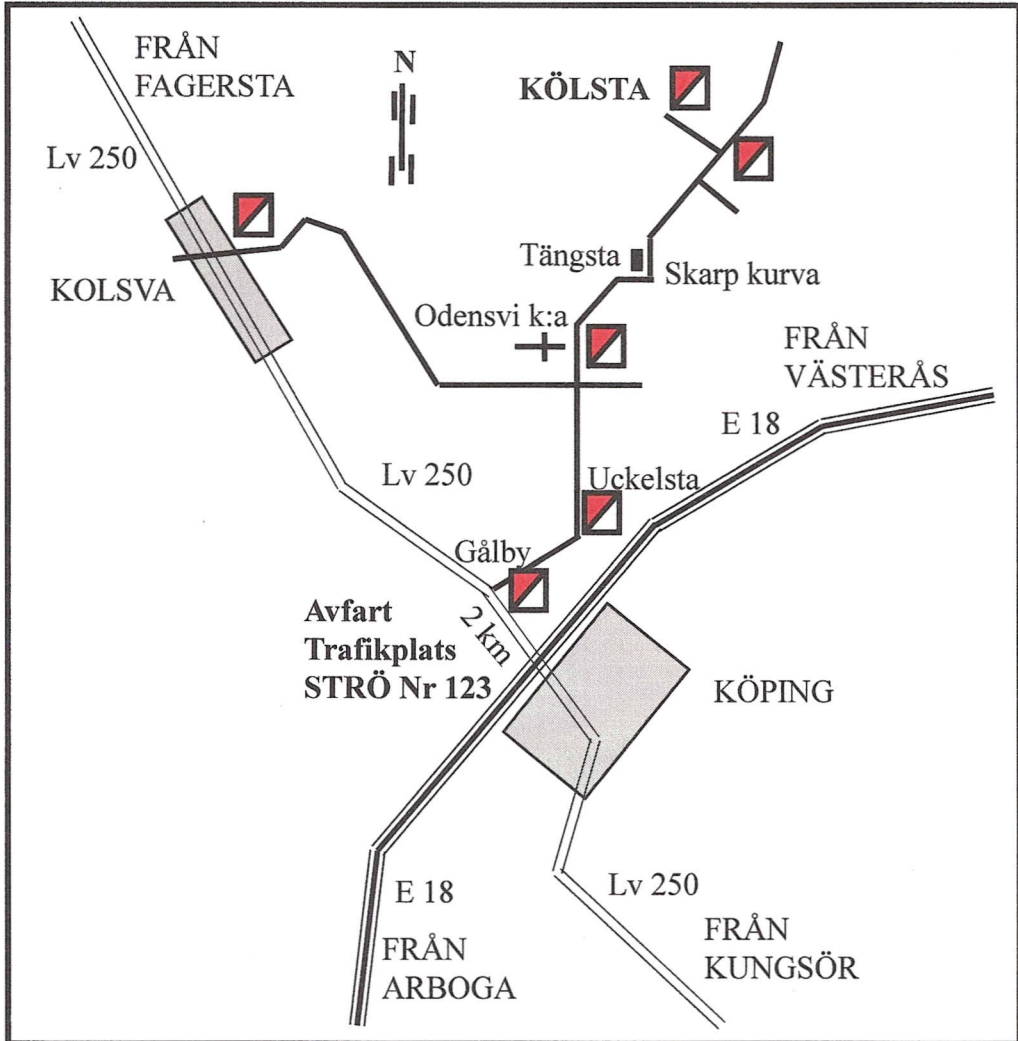 FRÅN
FAGERSTA
N
KÖLSTA
Lv 250
KOLSVA
Tängsta
Skarp kurva
Odensvi k:a
FRÅN
VÄSTERÅS
E 18
Lv 250
Uckelsta
Gålby
2 km
Avfart
Trafikplats
STRÖ Nr 123
KÖPING
E 18
Lv 250
FRÅN
ARBOGA
FRÅN
KUNGSÖR